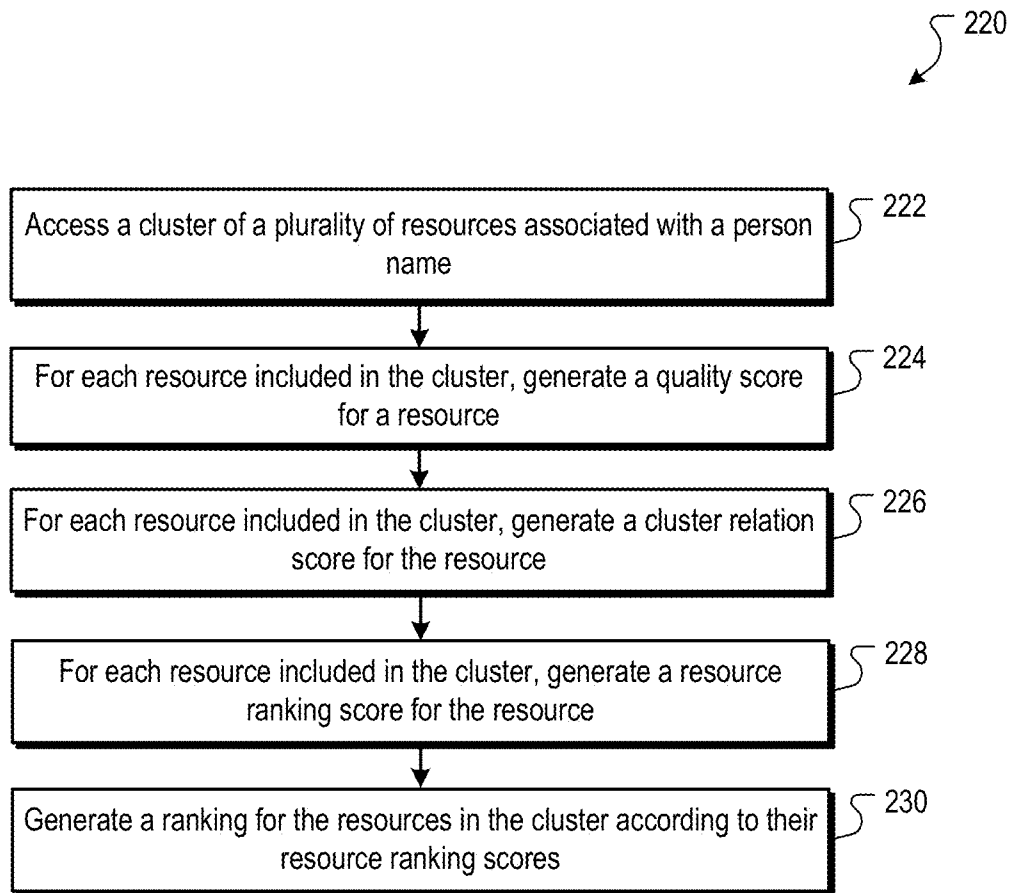 220
Access a cluster of a plurality of resources associated with a person
name
222
For each resource included in the cluster, generate a quality score
for a resource
224
For each resource included in the cluster, generate a cluster relation
score for the resource
226
For each resource included in the cluster, generate a resource
ranking score for the resource
228
Generate a ranking for the resources in the cluster according to their
resource ranking scores
230